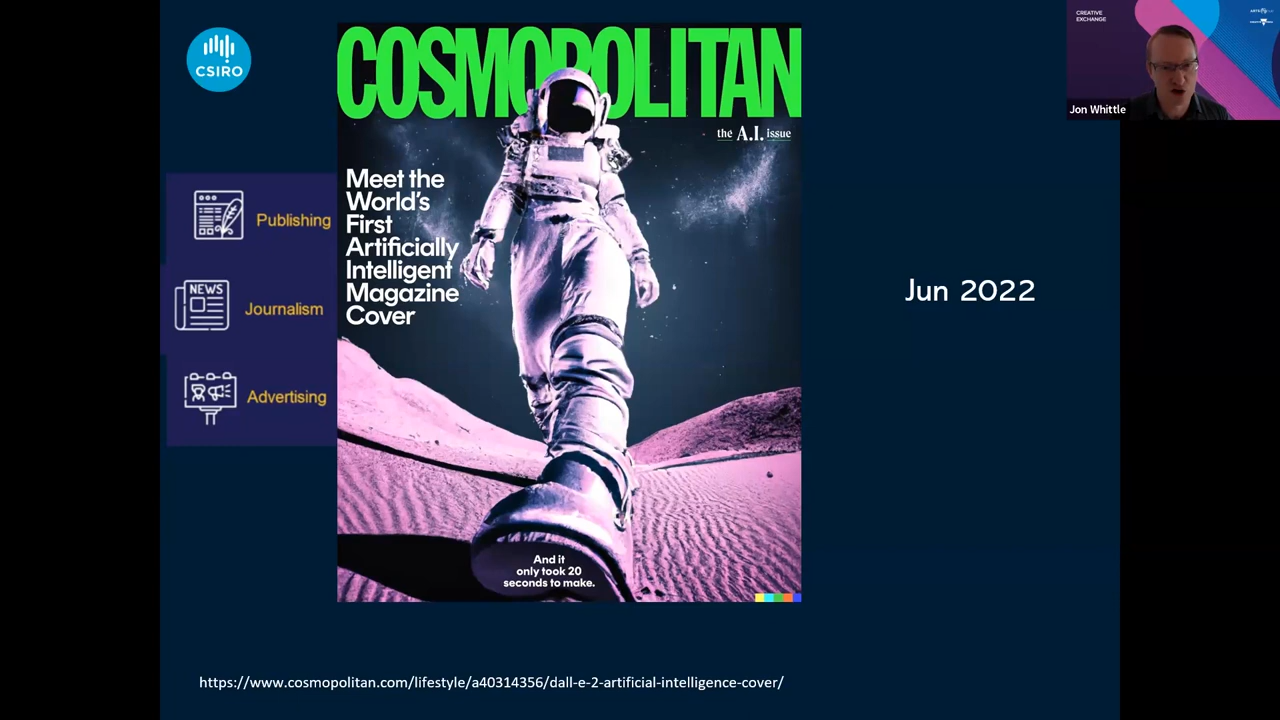 CSIRO
COSMOPOLITAN
the A.I. issue
Meet the
World's
First
Artificially
Intelligent
Magazine
Cover
Publishing
NEWS
Journalism
Advertising
And it
only took 20
seconds to make.
Jun 2022
https://www.cosmopolitan.com/lifestyle/a40314356/dall-e-2-artificial-intelligence-cover/
CREATIVE
EXCHANGE
Jon Whittle